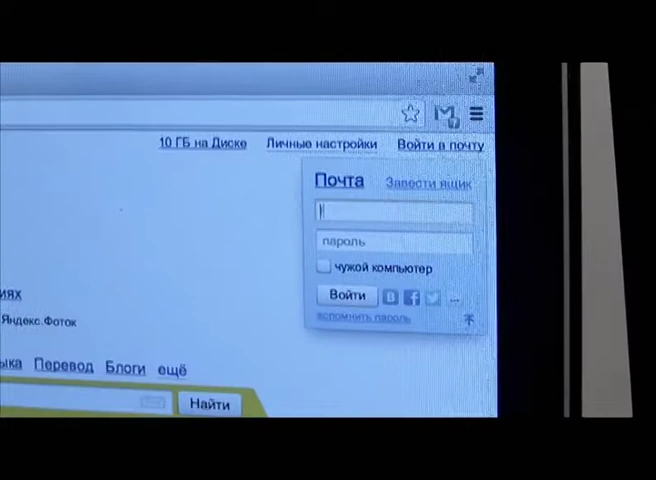 10 ГБ на Диске Личные настройки Войти в почту
Почта Завести ящик
пароль
чужой компьютер
Войти
вспомнить пароль
иях
Яндекс.Фоток
ыка Перевод Блоги ещё
Найти